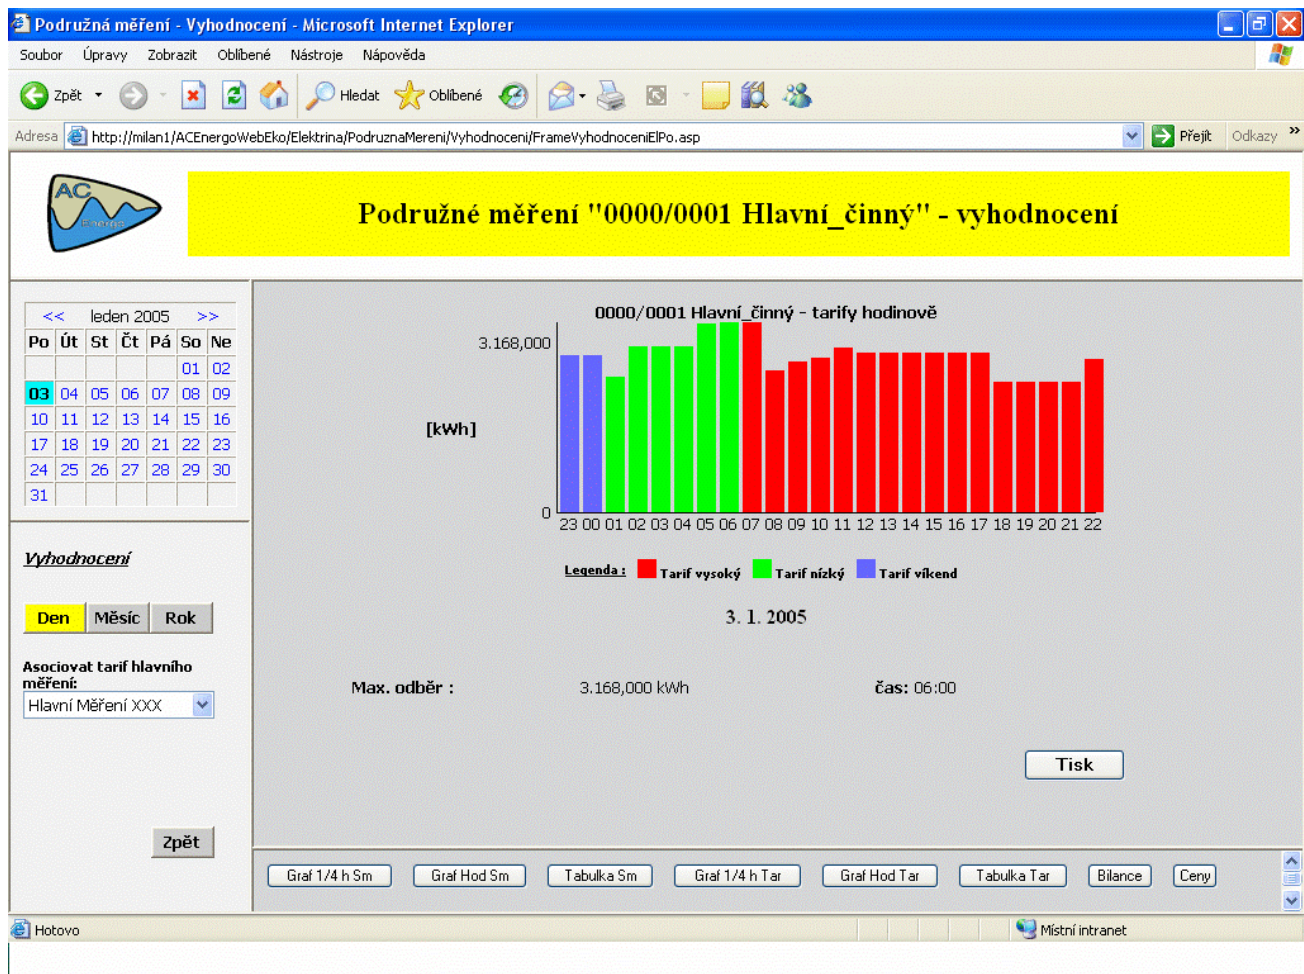 Podružná měření - Vyhodnocení - Microsoft Internet Explorer
Soubor Úpravy Zobrazit Oblíbené Nástroje Nápověda
Zpět Hledat Oblíbené
Adresa http://milan1/ACEnergoWebEko/Elektrina/PodruznaMereni/Vyhodnoceni/FrameVyhodnoceniElPo.asp Přejít Odkazy »
AC
Energo
Podružné měření "0000/0001 Hlavní_činný" - vyhodnocení
<< leden 2005 >>
Po Út St Čt Pá So Ne
01 02
03 04 05 06 07 08 09
10 11 12 13 14 15 16
17 18 19 20 21 22 23
24 25 26 27 28 29 30
31
Vyhodnocení
Den Měsíc Rok
Asociovat tarif hlavního
měření:
Hlavní Měření XXX
Zpět
0000/0001 Hlavní_činný - tarify hodinově
3.168,000
[kWh]
0
23 00 01 02 03 04 05 06 07 08 09 10 11 12 13 14 15 16 17 18 19 20 21 22
Legenda : Tarif vysoký Tarif nízký Tarif víkend
3. 1. 2005
Max. odběr : 3.168,000 kWh čas: 06:00
Tisk
Graf 1/4 h Sm Graf Hod Sm Tabulka Sm Graf 1/4 h Tar Graf Hod Tar Tabulka Tar Bilance Ceny
Hotovo Místní intranet